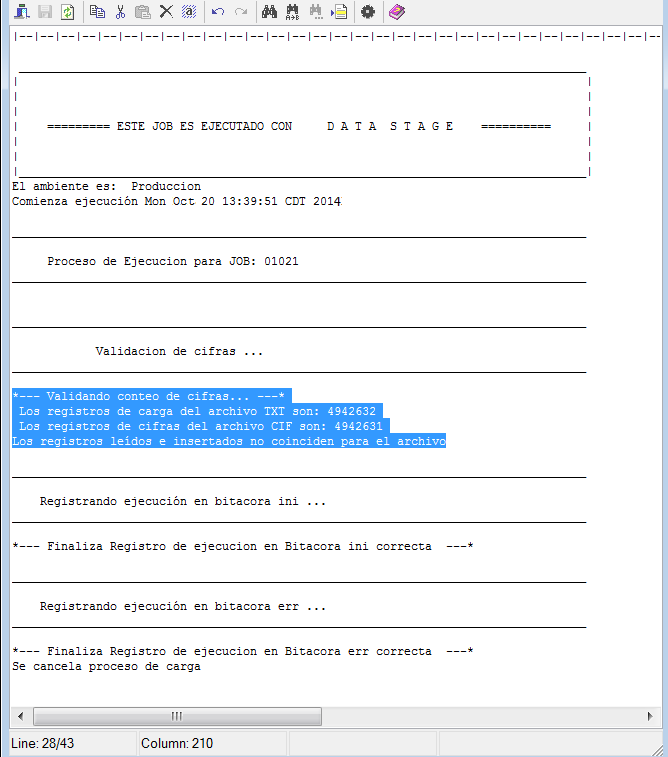 |--|--|--|--|--|--|--|--|--|--|--|--|--|--|--|--|--|--|--|--|--|--|--|--|--|--|--
========= ESTE JOB ES EJECUTADO CON     D A T A  S T A G E    ==========
El ambiente es:  Produccion
Comienza ejecución Mon Oct 20 13:39:51 CDT 2014
Proceso de Ejecucion para JOB: 01021
Validacion de cifras ...
*--- Validando conteo de cifras... ---*
Los registros de carga del archivo TXT son: 4942632
Los registros de cifras del archivo CIF son: 4942631
Los registros leídos e insertados no coinciden para el archivo
Registrando ejecución en bitacora ini ...
*--- Finaliza Registro de ejecucion en Bitacora ini correcta  ---*
Registrando ejecución en bitacora err ...
*--- Finaliza Registro de ejecucion en Bitacora err correcta  ---*
Se cancela proceso de carga
Line: 28/43
Column: 210